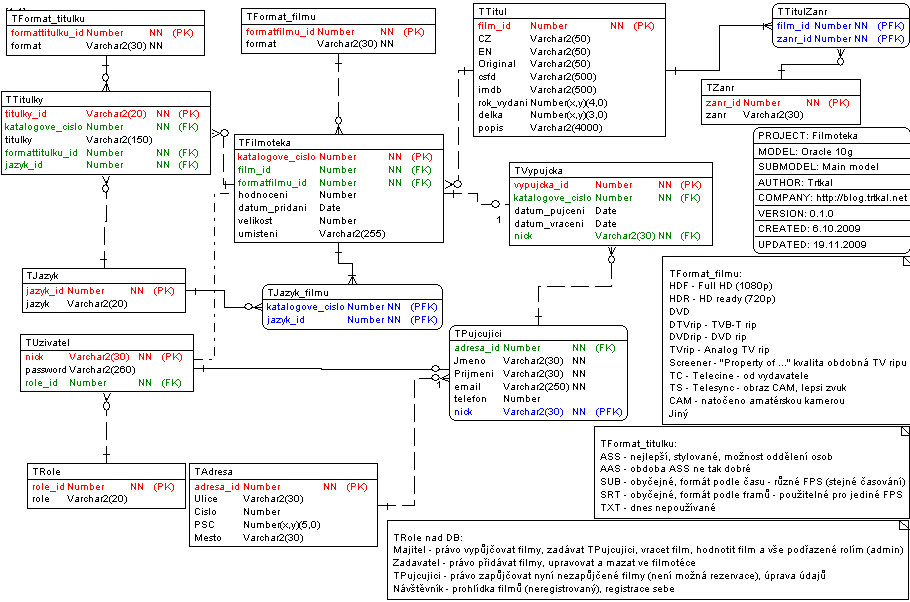 TFormat_titulku
formattitulku_id Number NN (PK)
format Varchar2(30) NN
TFormat_filmu
formatfilmu_id Number NN (PK)
format Varchar2(30) NN
TTitul
film_id Number NN (PK)
CZ Varchar2(50)
EN Varchar2(50)
Original Varchar2(50)
csfd Varchar2(500)
imdb Varchar2(500)
rok_vydani Number(x,y)(4,0)
delka Number(x,y)(3,0)
popis Varchar2(4000)
TTitulZanr
film_id Number NN (PFK)
zanr_id Number NN (PFK)
TZanr
zanr_id Number NN (PK)
zanr Varchar2(30)
TTitulky
titulky_id Varchar2(20) NN (PK)
katalogove_cislo Number NN (FK)
titulky Varchar2(150)
formattitulku_id Number NN (FK)
jazyk_id Number NN (FK)
TFilmoteka
katalogove_cislo Number NN (PK)
film_id Number NN (FK)
formatfilmu_id Number NN (FK)
hodnoceni Number
datum_pridani Date
velikost Number
umisteni Varchar2(255)
TVypujcka
vypujcka_id Number NN (PK)
katalogove_cislo Number NN (FK)
datum_pujceni Date
datum_vraceni Date
nick Varchar2(30) NN (FK)
1
PROJECT: Filmoteka
MODEL: Oracle 10g
SUBMODEL: Main model
AUTHOR: Trtkal
COMPANY: http://blog.trtkal.net
VERSION: 0.1.0
CREATED: 6.10.2009
UPDATED: 19.11.2009
TJazyk
jazyk_id Number NN (PK)
jazyk Varchar2(20)
TJazyk_filmu
katalogove_cislo Number NN (PFK)
jazyk_id Number NN (PFK)
TUzivatel
nick Varchar2(30) NN (PK)
password Varchar2(260)
role_id Number NN (FK)
TPujcujici
adresa_id Number NN (FK)
Jmeno Varchar2(30) NN
Prijmeni Varchar2(30) NN
email Varchar2(250) NN
telefon Number
nick Varchar2(30) NN (PFK)
1
TFormat_filmu:
HDF - Full HD (1080p)
HDR - HD ready (720p)
DVD
DTVrip - TVB-T rip
DVDrip - DVD rip
TVrip - Analog TV rip
Screener - "Property of ..." kvalita obdobná TV ripu
TC - Telecine - od vydavatele
TS - Telesync - obraz CAM, lepsi zvuk
CAM - natočeno amatérskou kamerou
Jiný
TRole
role_id Number NN (PK)
role Varchar2(20)
TAdresa
adresa_id Number NN (PK)
Ulice Varchar2(30)
Cislo Number
PSC Number(x,y)(5,0)
Mesto Varchar2(30)
TFormat_titulku:
ASS - nejlepší, stylované, možnost oddělení osob
AAS - obdoba ASS ne tak dobré
SUB - obyčejné, formát podle času - různé FPS (stejné časování)
SRT - obyčejné, formát podle framů - použitelné pro jediné FPS
TXT - dnes nepoužívané
TRole nad DB:
Majitel - právo vypůjčovat filmy, zadávat TPujcujici, vracet film, hodnotit film a vše podřazené rolím (admin)
Zadavatel - právo přidávat filmy, upravovat a mazat ve filmotéce
TPujcujici - právo zapůjčovat nyní nezapůjčené filmy (není možná rezervace), úprava údajů
Návštěvník - prohlídka filmů (neregistrovaný), registrace sebe